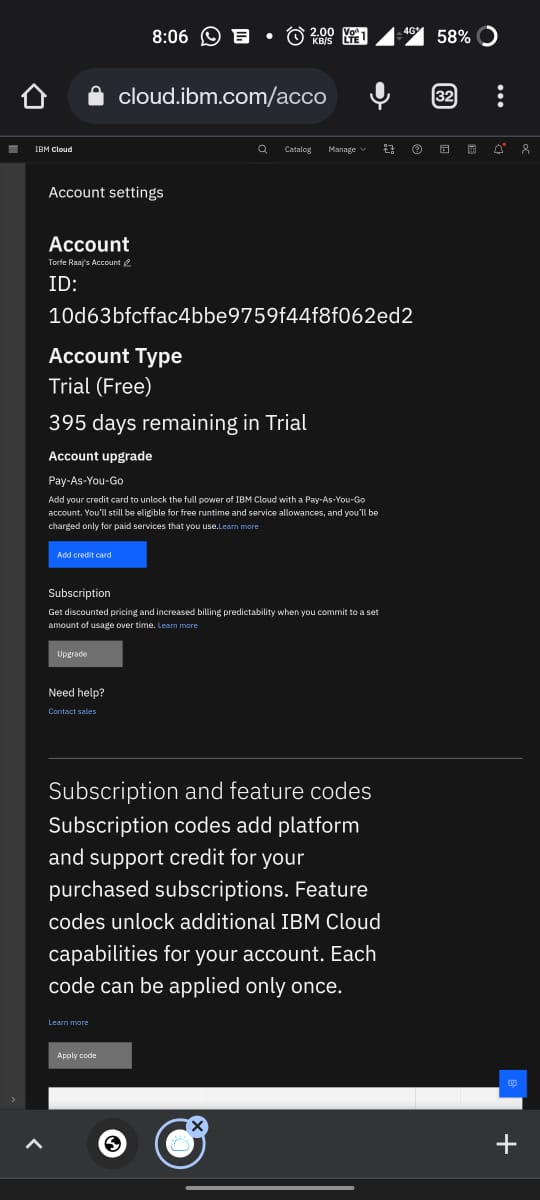 8:06 2.00 KB/S Vo LTE 1 4G+ 58%
cloud.ibm.com/acco 32
IBM Cloud Catalog Manage
Account settings
Account
Torfe Raaj's Account
ID:
10d63bfcffac4bbe9759f44f8f062ed2
Account Type
Trial (Free)
395 days remaining in Trial
Account upgrade
Pay-As-You-Go
Add your credit card to unlock the full power of IBM Cloud with a Pay-As-You-Go
account. You'll still be eligible for free runtime and service allowances, and you'll be
charged only for paid services that you use.Learn more
Add credit card
Subscription
Get discounted pricing and increased billing predictability when you commit to a set
amount of usage over time. Learn more
Upgrade
Need help?
Contact sales
Subscription and feature codes
Subscription codes add platform
and support credit for your
purchased subscriptions. Feature
codes unlock additional IBM Cloud
capabilities for your account. Each
code can be applied only once.
Learn more
Apply code